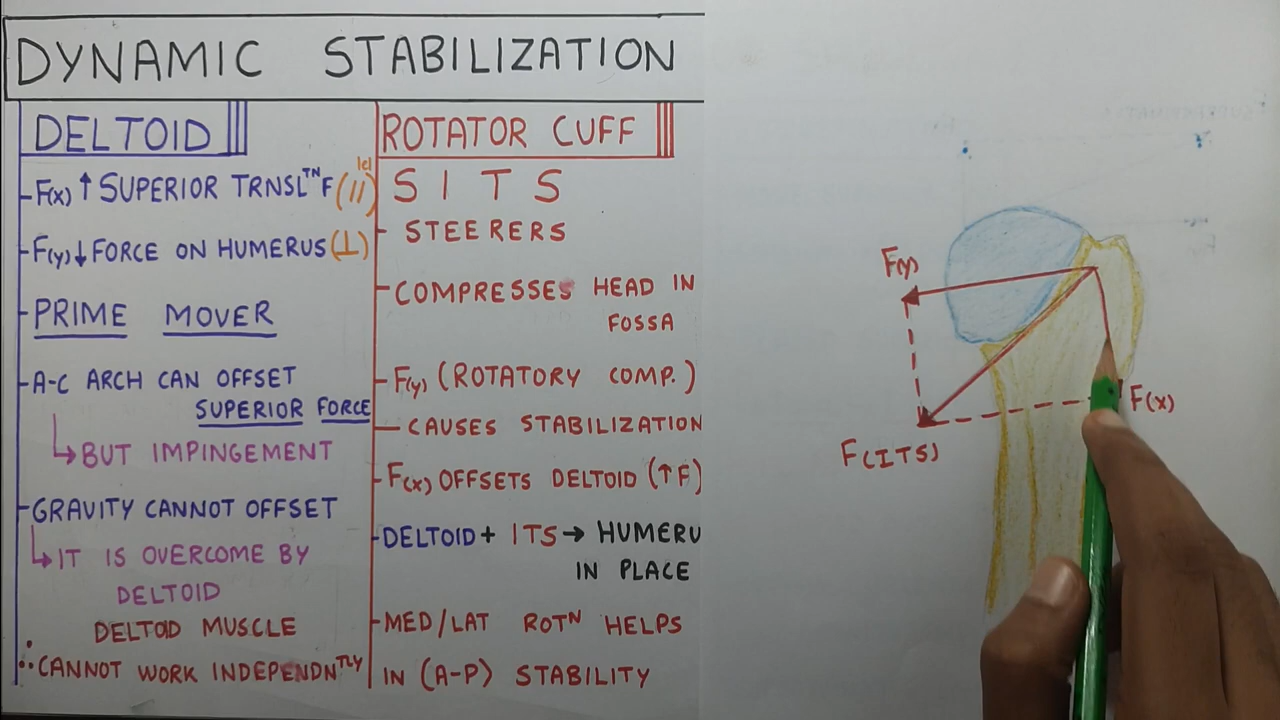 DYNAMIC STABILIZATION
DELTOID
F(x) ↑ SUPERIOR TRNSLᵀᴺ F (//ˡᵉˡ)
F(y) ↓ FORCE ON HUMERUS (⊥)
PRIME MOVER
A-C ARCH CAN OFFSET
SUPERIOR FORCE
↳ BUT IMPINGEMENT
GRAVITY CANNOT OFFSET
↳ IT IS OVERCOME BY
DELTOID
DELTOID MUSCLE
∴ CANNOT WORK INDEPENDNᵀᴸʸ
ROTATOR CUFF
S I T S
STEERERS
COMPRESSES HEAD IN
FOSSA
F(y) (ROTATORY COMP.)
CAUSES STABILIZATION
F(x) OFFSETS DELTOID (↑F)
DELTOID + ITS → HUMERU
IN PLACE
MED/LAT ROTᴺ HELPS
IN (A-P) STABILITY
F(y)
F(x)
F(ITS)